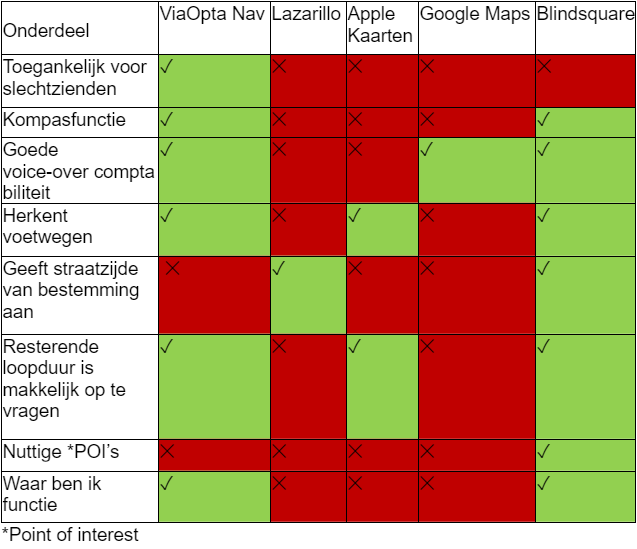 Onderdeel ViaOpta Nav Lazarillo Apple Kaarten Google Maps Blindsquare
Toegankelijk voor
slechtzienden ✓ ✕ ✕ ✕ ✕
Kompasfunctie ✓ ✕ ✕ ✕ ✓
Goede
voice-over compta
biliteit ✓ ✕ ✕ ✓ ✓
Herkent
voetwegen ✓ ✕ ✓ ✕ ✓
Geeft straatzijde
van bestemming
aan ✕ ✓ ✕ ✕ ✓
Resterende
loopduur is
makkelijk op te
vragen ✓ ✕ ✓ ✕ ✓
Nuttige *POI’s ✕ ✕ ✕ ✕ ✓
Waar ben ik
functie ✓ ✕ ✕ ✕ ✓
*Point of interest